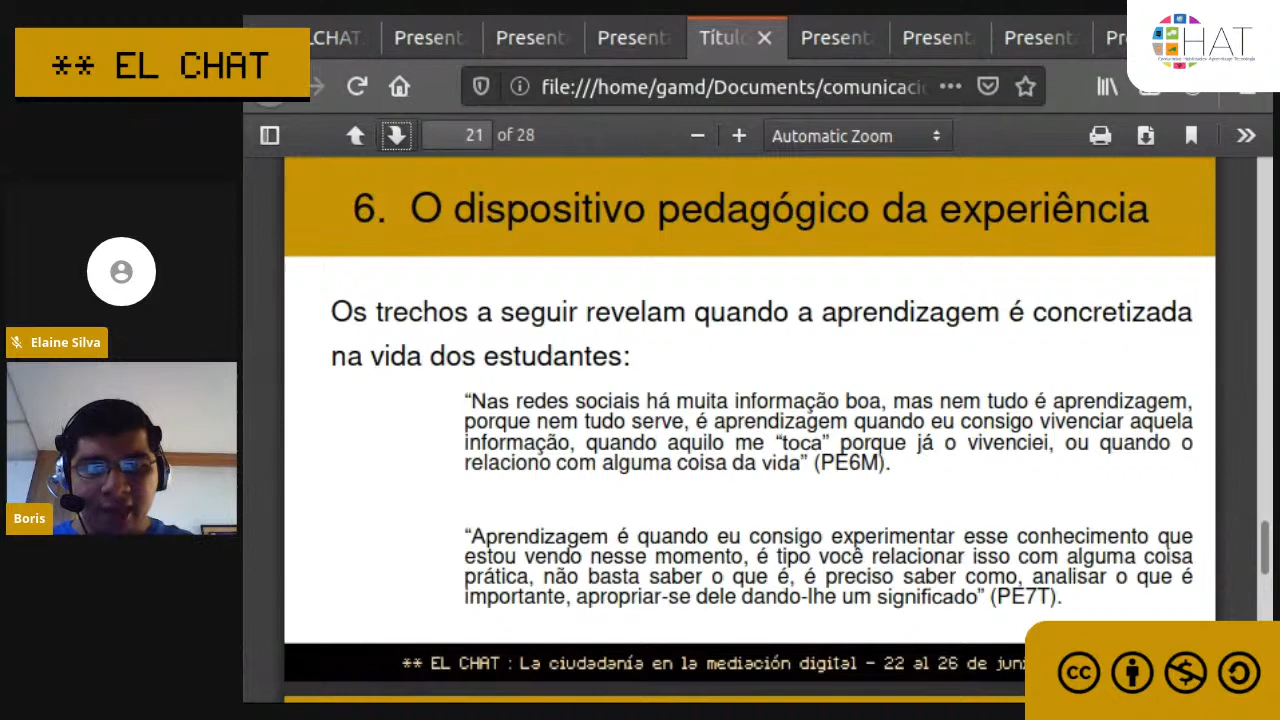 ** EL CHAT
LCHAT
Present
Present
Present
Título
Present
Present
Present
Pr
HAT
file:///home/gamd/Documents/comunicaci
21 of 28
Automatic Zoom
6. O dispositivo pedagógico da experiência
Os trechos a seguir revelam quando a aprendizagem é concretizada
na vida dos estudantes:
“Nas redes sociais há muita informação boa, mas nem tudo é aprendizagem,
porque nem tudo serve, é aprendizagem quando eu consigo vivenciar aquela
informação, quando aquilo me “toca” porque já o vivenciei, ou quando o
relaciono com alguma coisa da vida” (PE6M).
“Aprendizagem é quando eu consigo experimentar esse conhecimento que
estou vendo nesse momento, é tipo você relacionar isso com alguma coisa
prática, não basta saber o que é, é preciso saber como, analisar o que é
importante, apropriar-se dele dando-lhe um significado” (PE7T).
** EL CHAT : La ciudadanía en la mediación digital – 22 al 26 de juni
Elaine Silva
Boris
cc